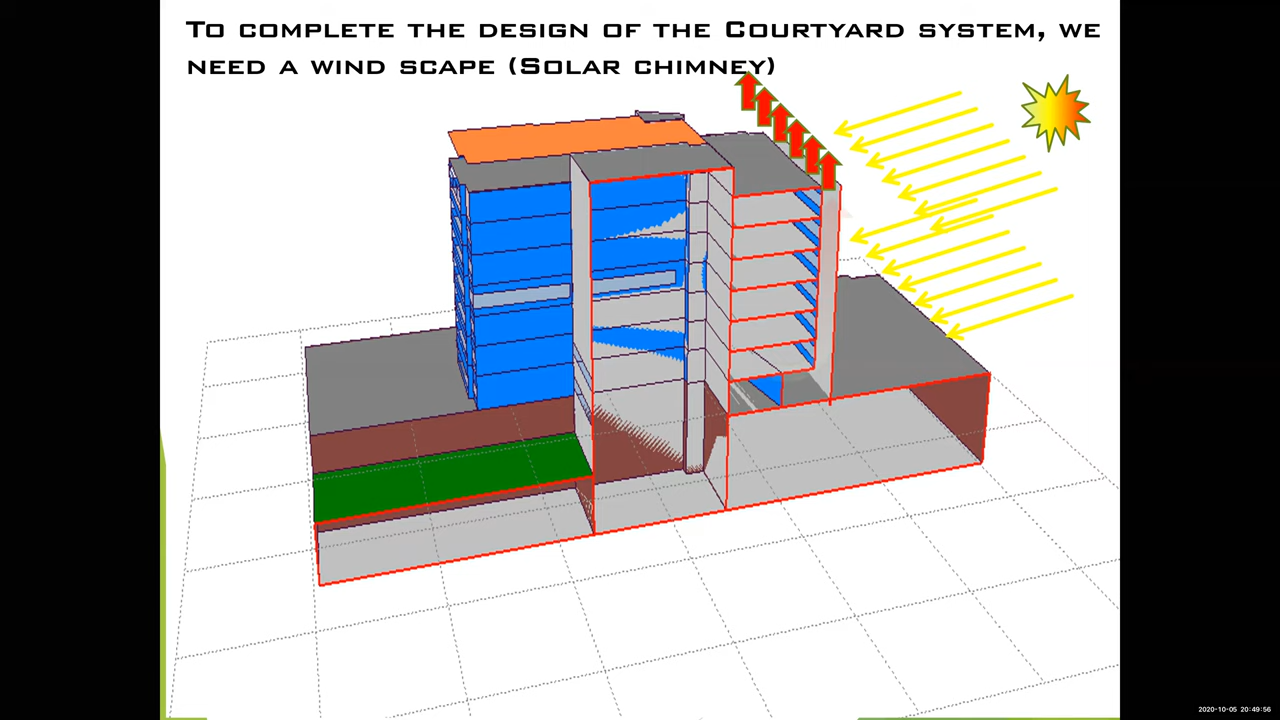 To complete the design of the Courtyard system, we
need a wind scape (Solar chimney)
2020-10-05 20:49:56